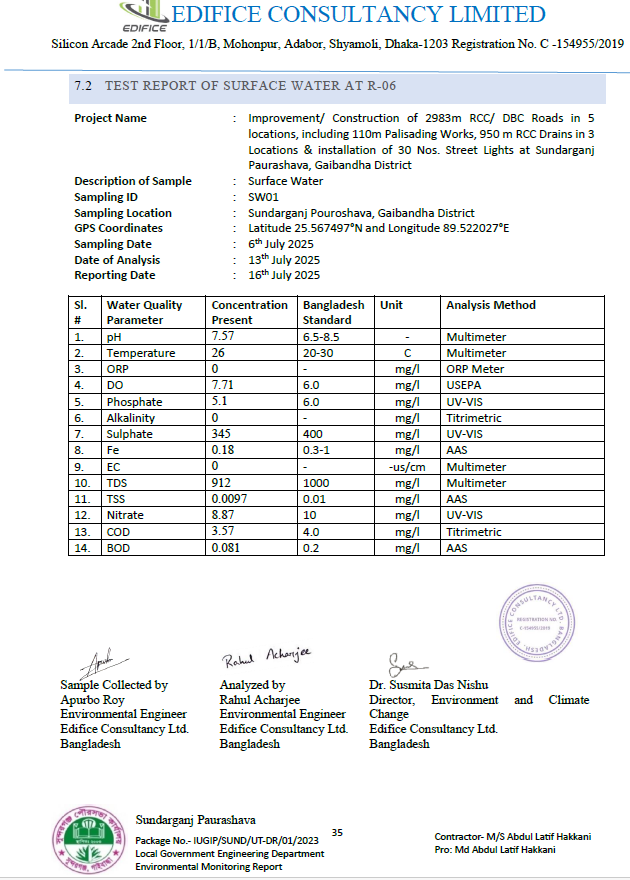 EDIFICE CONSULTANCY LIMITED
EDIFICE
Silicon Arcade 2nd Floor, 1/1/B, Mohonpur, Adabor, Shyamoli, Dhaka-1203 Registration No. C -154955/2019
7.2 TEST REPORT OF SURFACE WATER AT R-06
Project Name : Improvement/ Construction of 2983m RCC/ DBC Roads in 5
locations, including 110m Palisading Works, 950 m RCC Drains in 3
Locations & installation of 30 Nos. Street Lights at Sundarganj
Paurashava, Gaibandha District
Description of Sample : Surface Water
Sampling ID : SW01
Sampling Location : Sundarganj Pouroshava, Gaibandha District
GPS Coordinates : Latitude 25.567497°N and Longitude 89.522027°E
Sampling Date : 6th July 2025
Date of Analysis : 13th July 2025
Reporting Date : 16th July 2025
Sl. Water Quality Concentration Bangladesh Unit Analysis Method
# Parameter Present Standard
1. pH 7.57 6.5-8.5 - Multimeter
2. Temperature 26 20-30 C Multimeter
3. ORP 0 - mg/l ORP Meter
4. DO 7.71 6.0 mg/l USEPA
5. Phosphate 5.1 6.0 mg/l UV-VIS
6. Alkalinity 0 - mg/l Titrimetric
7. Sulphate 345 400 mg/l UV-VIS
8. Fe 0.18 0.3-1 mg/l AAS
9. EC 0 - -us/cm Multimeter
10. TDS 912 1000 mg/l Multimeter
11. TSS 0.0097 0.01 mg/l AAS
12. Nitrate 8.87 10 mg/l UV-VIS
13. COD 3.57 4.0 mg/l Titrimetric
14. BOD 0.081 0.2 mg/l AAS
EDIFICE CONSULTANCY LTD. BANGLADESH
REGISTRATION NO.
C-154955/2019
Rahul Acharjee
Sample Collected by
Apurbo Roy
Environmental Engineer
Edifice Consultancy Ltd.
Bangladesh
Analyzed by
Rahul Acharjee
Environmental Engineer
Edifice Consultancy Ltd.
Bangladesh
Dr. Susmita Das Nishu
Director, Environment and Climate
Change
Edifice Consultancy Ltd.
Bangladesh
Sundarganj Paurashava
Package No.- IUGIP/SUND/UT-DR/01/2023
Local Government Engineering Department
Environmental Monitoring Report
35
Contractor- M/S Abdul Latif Hakkani
Pro: Md Abdul Latif Hakkani